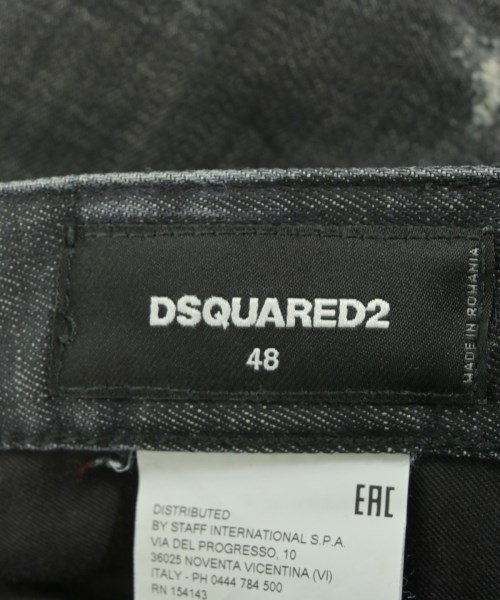 DSQUARED2
48
MADE IN ROMANIA
EAC
DISTRIBUTED
BY STAFF INTERNATIONAL S.P.A.
VIA DEL PROGRESSO, 10
36025 NOVENTA VICENTINA (VI)
ITALY - PH 0444 784 500
RN 154143